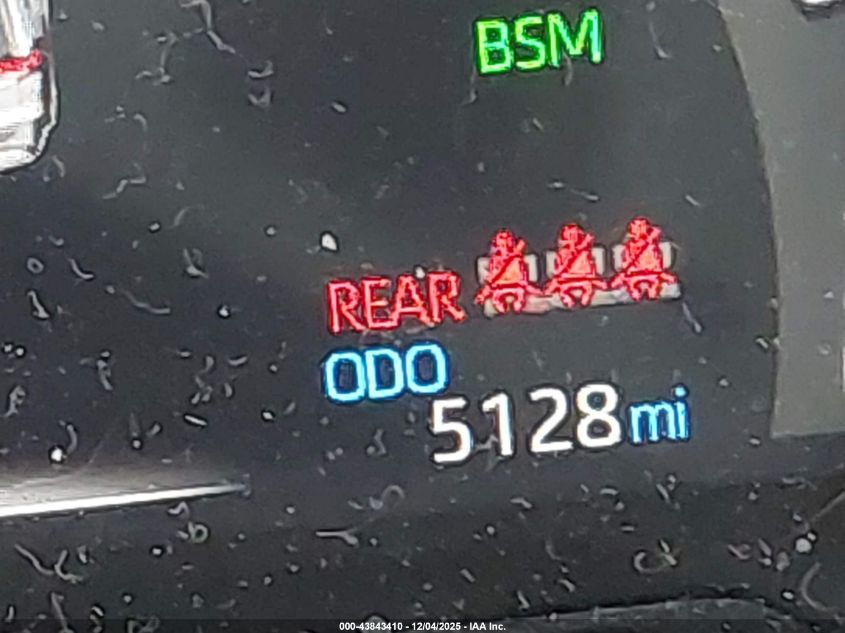 BSM
REAR
ODO
5128 mi
000-43843410 - 12/04/2025 - IAA Inc.